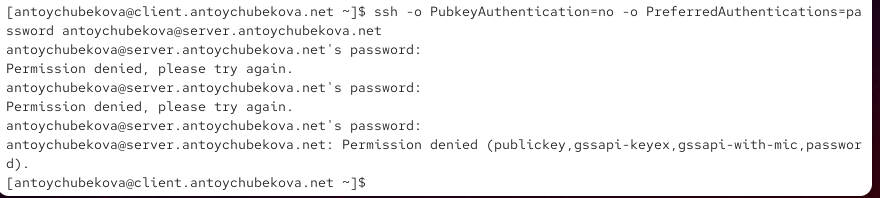 [antoychubekova@client.antoychubekova.net ~]$ ssh -o PubkeyAuthentication=no -o PreferredAuthentications=pa
ssword antoychubekova@server.antoychubekova.net
antoychubekova@server.antoychubekova.net's password:
Permission denied, please try again.
antoychubekova@server.antoychubekova.net's password:
Permission denied, please try again.
antoychubekova@server.antoychubekova.net's password:
antoychubekova@server.antoychubekova.net: Permission denied (publickey,gssapi-keyex,gssapi-with-mic,passwor
d).
[antoychubekova@client.antoychubekova.net ~]$